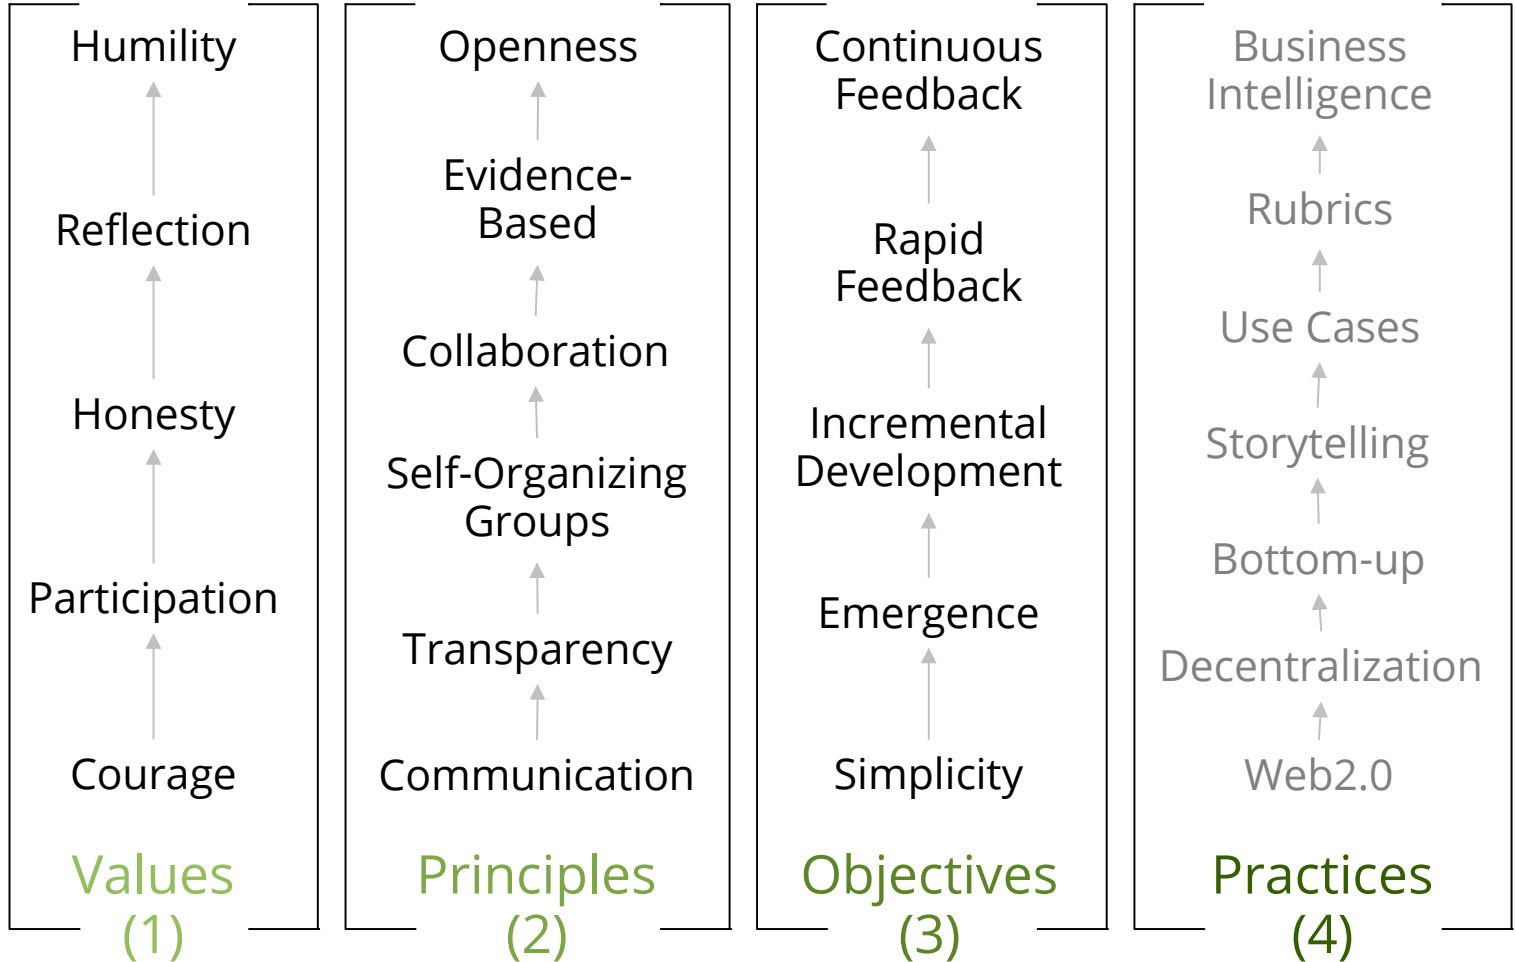 Humility
Reflection
Honesty
Participation
Courage
Values
(1)
Openness
Evidence-
Based
Collaboration
Self-Organizing
Groups
Transparency
Communication
Principles
(2)
Continuous
Feedback
Rapid
Feedback
Incremental
Development
Emergence
Simplicity
Objectives
(3)
Business
Intelligence
Rubrics
Use Cases
Storytelling
Bottom-up
Decentralization
Web2.0
Practices
(4)